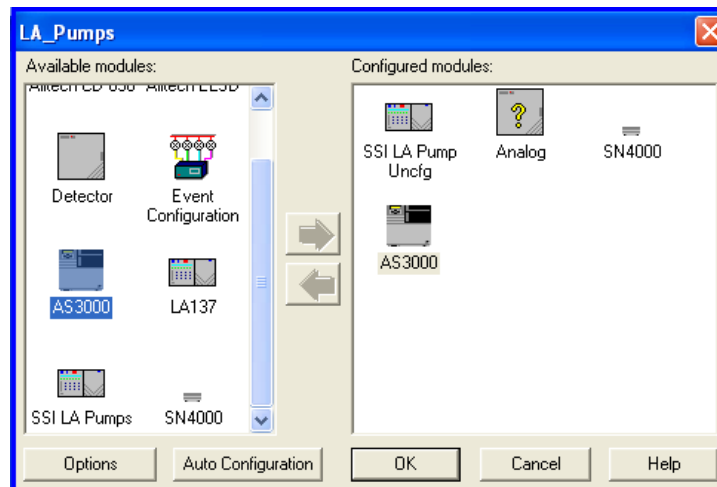 LA_Pumps
Available modules:
Configured modules:
Detector
Event
Configuration
AS3000
LA137
SSI LA Pumps
SN4000
SSI LA Pump
Uncfg
Analog
SN4000
AS3000
Options
Auto Configuration
OK
Cancel
Help